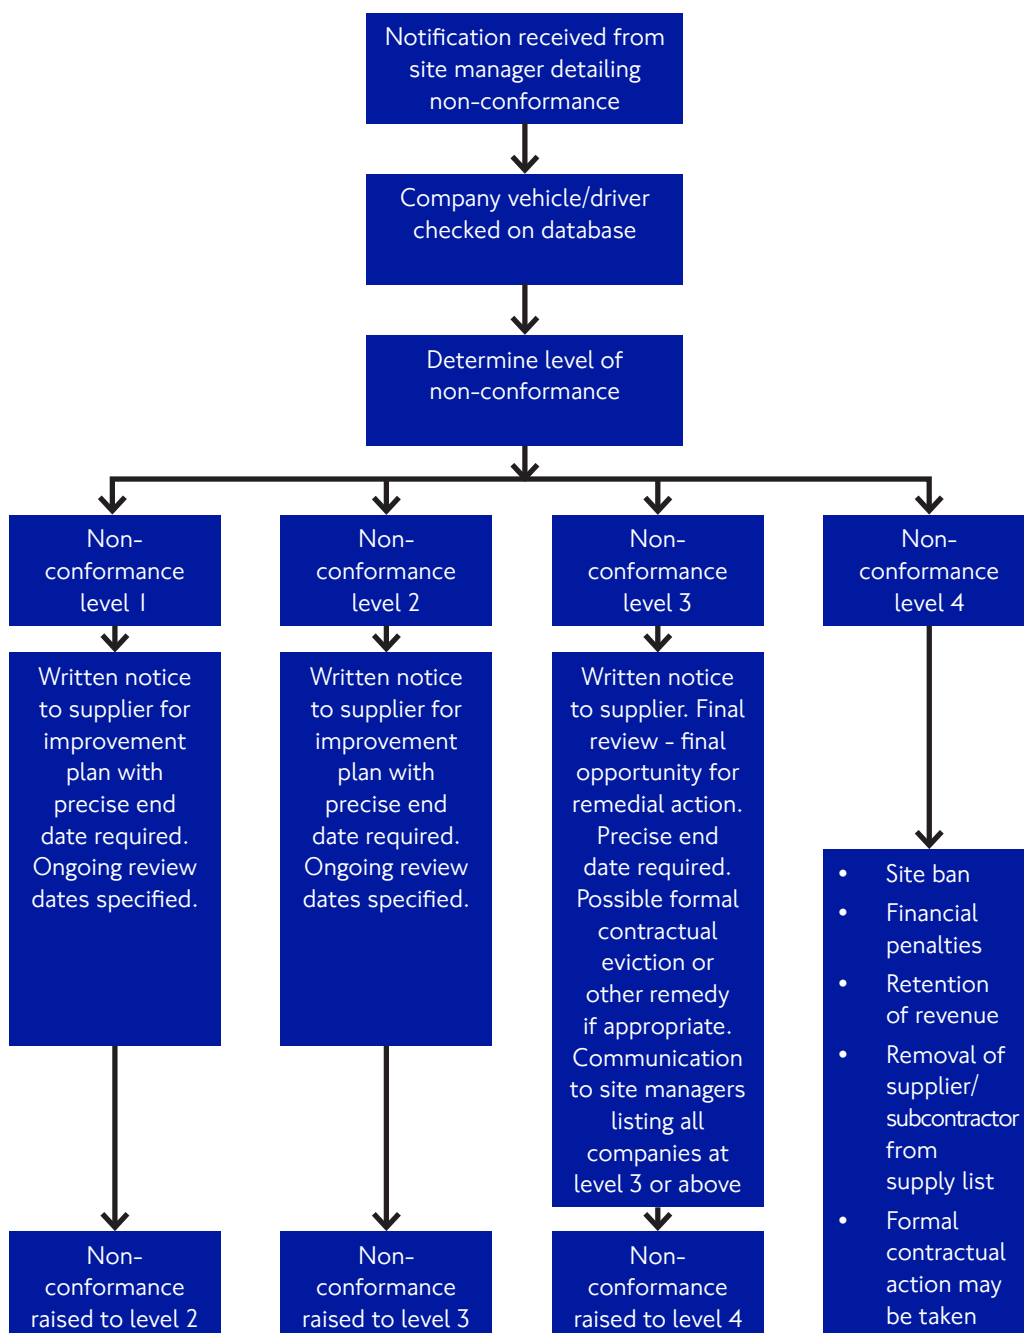 Notification received from
site manager detailing
non-conformance
Company vehicle/driver
checked on database
Determine level of
non-conformance
Non-
conformance
level 1
Non-
conformance
level 2
Non-
conformance
level 3
Non-
conformance
level 4
Written notice
to supplier for
improvement
plan with
precise end
date required.
Ongoing review
dates specified.
Written notice
to supplier for
improvement
plan with
precise end
date required.
Ongoing review
dates specified.
Written notice
to supplier. Final
review - final
opportunity for
remedial action.
Precise end
date required.
Possible formal
contractual
eviction or
other remedy
if appropriate.
Communication
to site managers
listing all
companies at
level 3 or above
• Site ban
• Financial
penalties
• Retention
of revenue
• Removal of
supplier/
subcontractor
from
supply list
• Formal
contractual
action may
be taken
Non-
conformance
raised to level 2
Non-
conformance
raised to level 3
Non-
conformance
raised to level 4